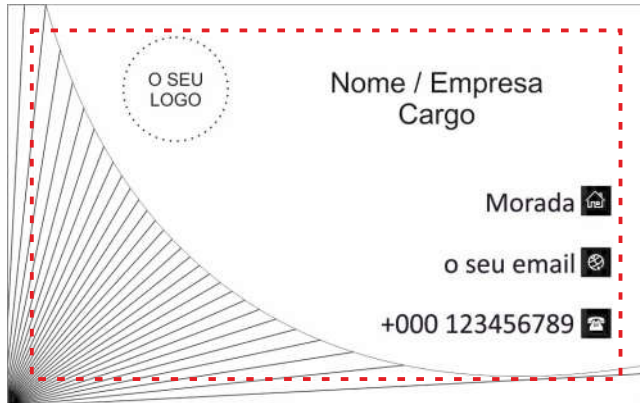 O SEU
LOGO
Nome / Empresa
Cargo
Morada
o seu email
+000 123456789